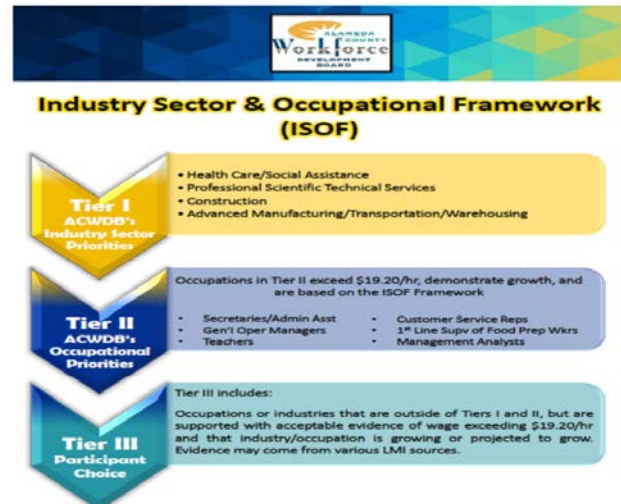 ALAMEDA
COUNTY
Workforce
DEVELOPMENT
BOARD
Industry Sector & Occupational Framework
(ISOF)
Tier I
ACWDB's
Industry Sector
Priorities
• Health Care/Social Assistance
• Professional Scientific Technical Services
• Construction
• Advanced Manufacturing/Transportation/Warehousing
Tier II
ACWDB's
Occupational
Priorities
Occupations in Tier II exceed $19.20/hr, demonstrate growth, and
are based on the ISOF Framework
• Secretaries/Admin Asst
• Gen'l Oper Managers
• Teachers
• Customer Service Reps
• 1st Line Supv of Food Prep Wkrs
• Management Analysts
Tier III
Participant
Choice
Tier III includes:
Occupations or industries that are outside of Tiers I and II, but are
supported with acceptable evidence of wage exceeding $19.20/hr
and that industry/occupation is growing or projected to grow.
Evidence may come from various LMI sources.